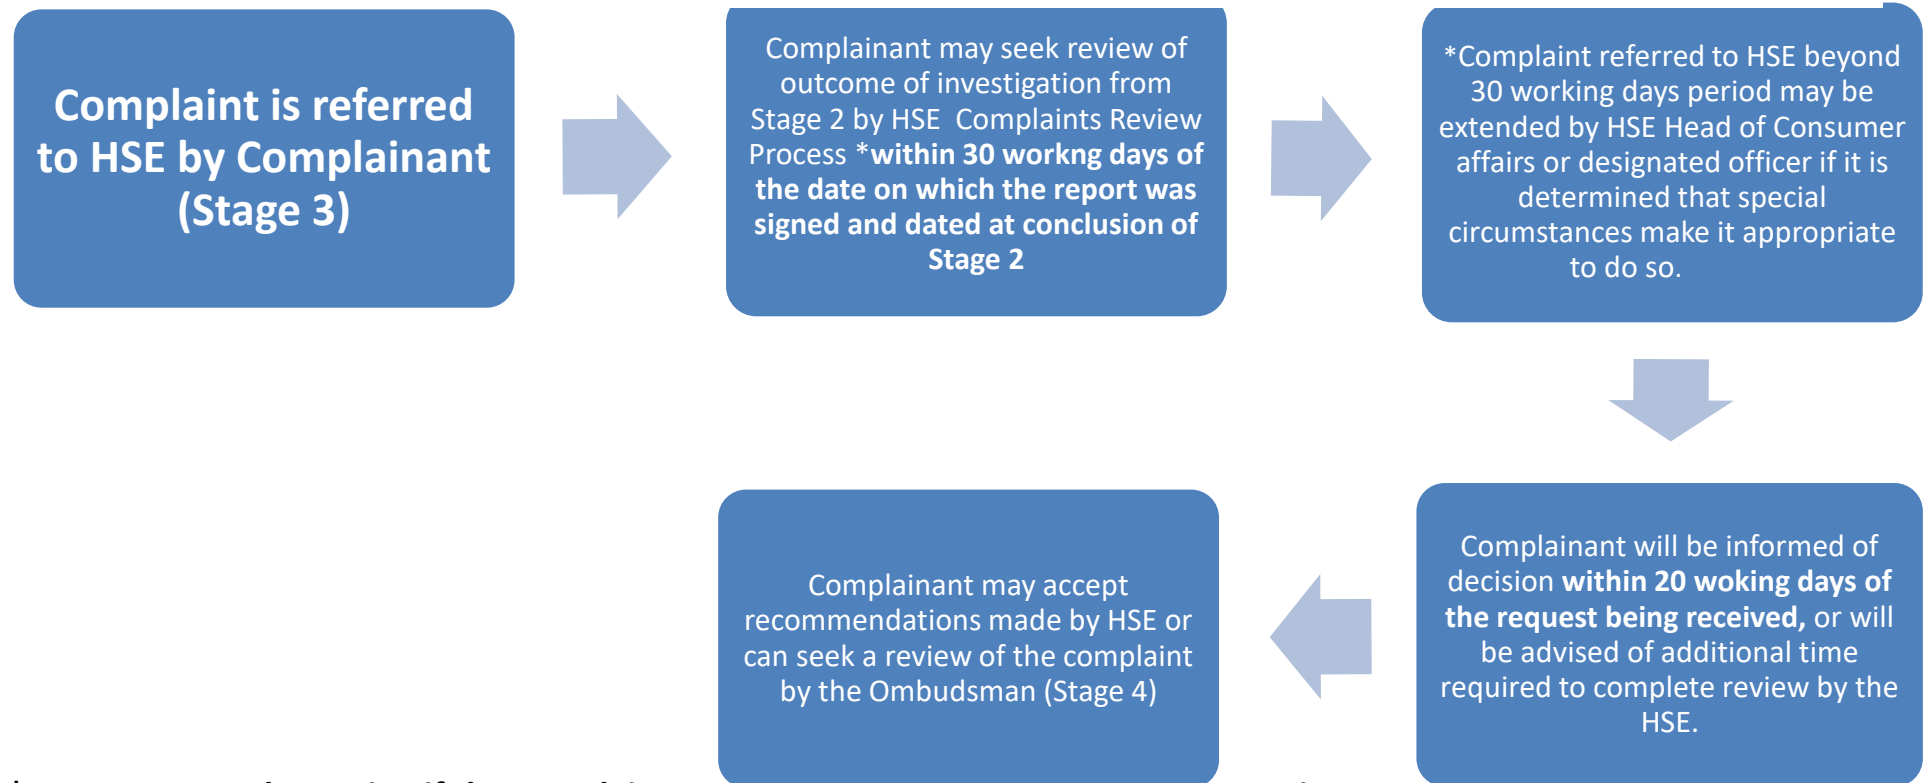 Complaint is referred
to HSE by Complainant
(Stage 3)
Complainant may seek review of
outcome of investigation from
Stage 2 by HSE Complaints Review
Process *within 30 workng days of
the date on which the report was
signed and dated at conclusion of
Stage 2
*Complaint referred to HSE beyond
30 working days period may be
extended by HSE Head of Consumer
affairs or designated officer if it is
determined that special
circumstances make it appropriate
to do so.
Complainant will be informed of
decision within 20 woking days of
the request being received, or will
be advised of additional time
required to complete review by the
HSE.
Complainant may accept
recommendations made by HSE or
can seek a review of the complaint
by the Ombudsman (Stage 4)